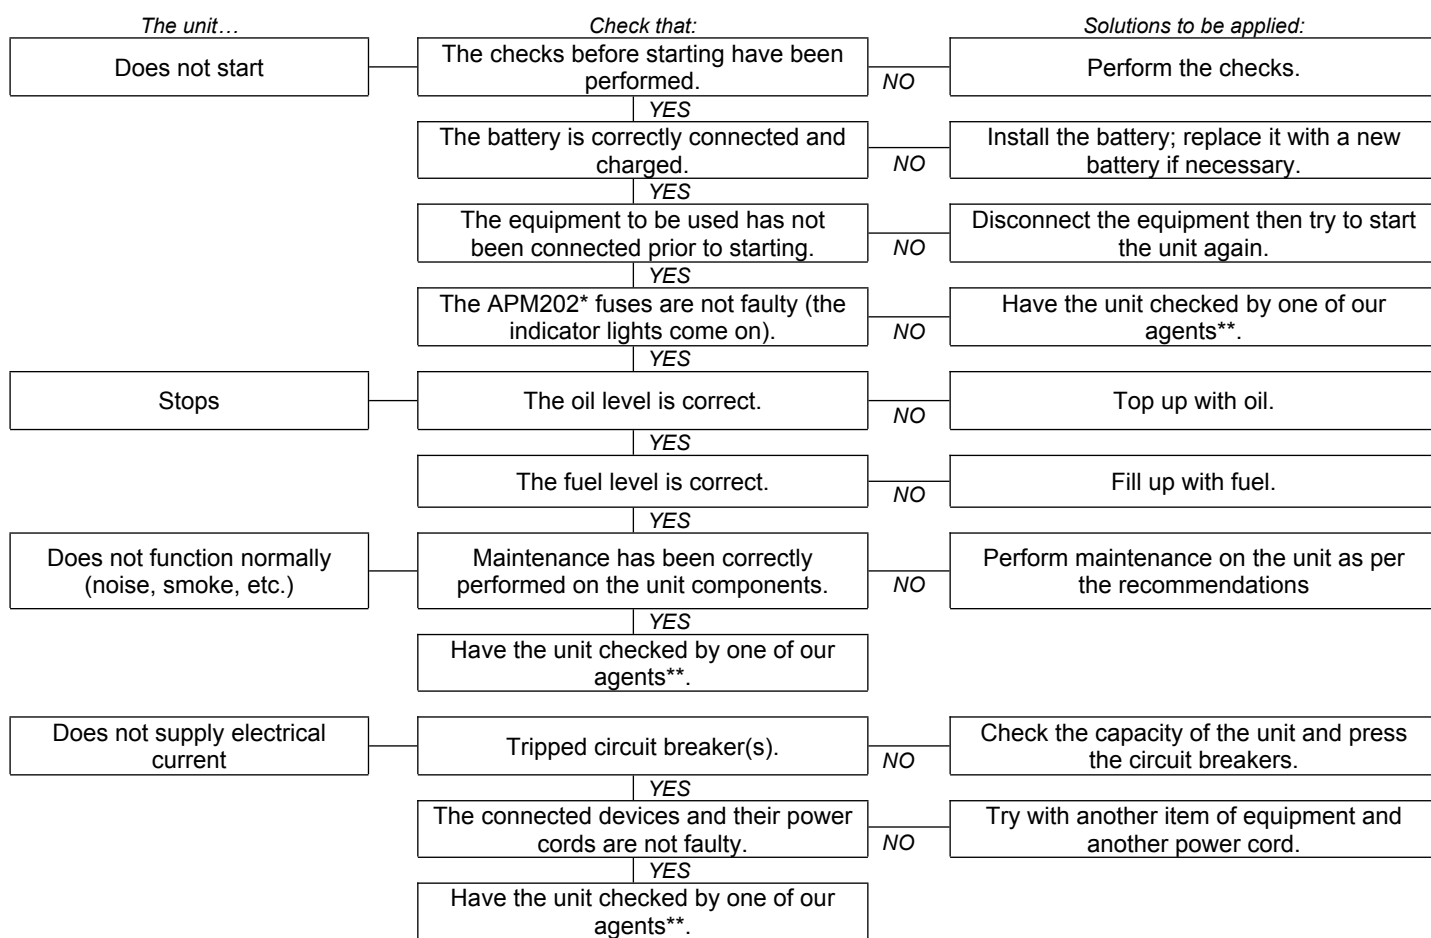 The unit…
Check that:
Solutions to be applied:
Does not start
The checks before starting have been
performed.
NO
Perform the checks.
YES
The battery is correctly connected and
charged.
NO
Install the battery; replace it with a new
battery if necessary.
YES
The equipment to be used has not
been connected prior to starting.
NO
Disconnect the equipment then try to start
the unit again.
YES
The APM202* fuses are not faulty (the
indicator lights come on).
NO
Have the unit checked by one of our
agents**.
YES
Stops
The oil level is correct.
NO
Top up with oil.
YES
The fuel level is correct.
NO
Fill up with fuel.
YES
Does not function normally
(noise, smoke, etc.)
Maintenance has been correctly
performed on the unit components.
NO
Perform maintenance on the unit as per
the recommendations
YES
Have the unit checked by one of our
agents**.
Does not supply electrical
current
Tripped circuit breaker(s).
NO
Check the capacity of the unit and press
the circuit breakers.
YES
The connected devices and their power
cords are not faulty.
NO
Try with another item of equipment and
another power cord.
YES
Have the unit checked by one of our
agents**.